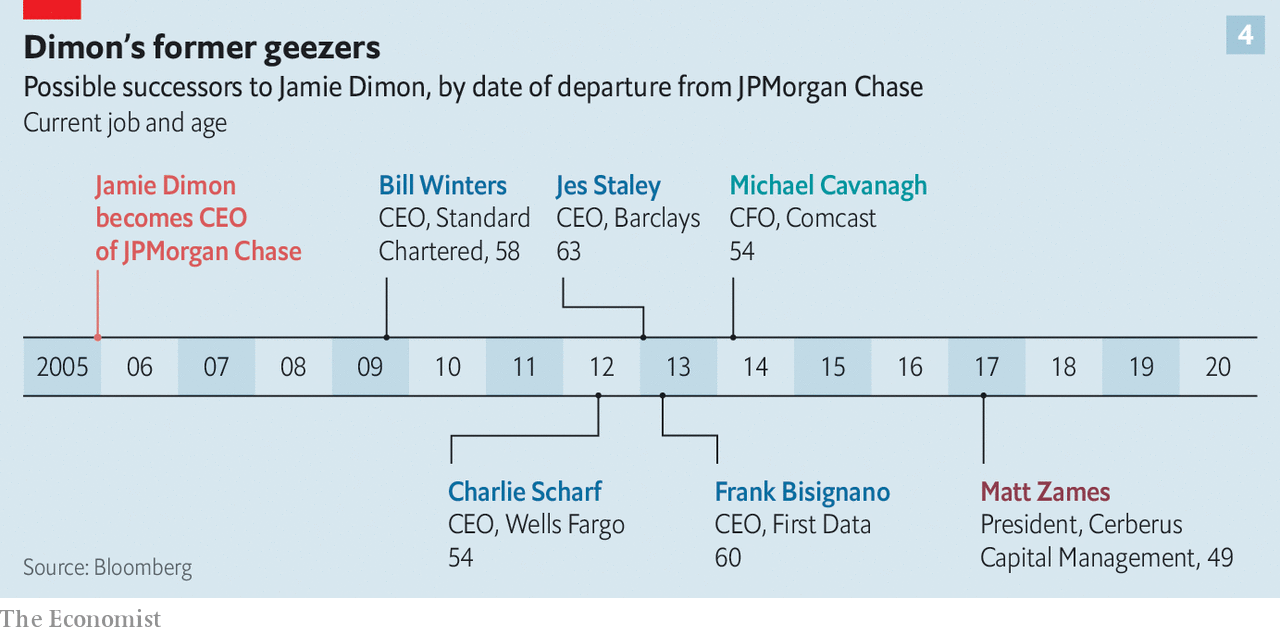 4
Dimon’s former geezers
Possible successors to Jamie Dimon, by date of departure from JPMorgan Chase
Current job and age
Jamie Dimon
becomes CEO
of JPMorgan Chase
Bill Winters
CEO, Standard
Chartered, 58
Jes Staley
CEO, Barclays
63
Michael Cavanagh
CFO, Comcast
54
2005 06 07 08 09 10 11 12 13 14 15 16 17 18 19 20
Charlie Scharf
CEO, Wells Fargo
54
Frank Bisignano
CEO, First Data
60
Matt Zames
President, Cerberus
Capital Management, 49
Source: Bloomberg
The Economist